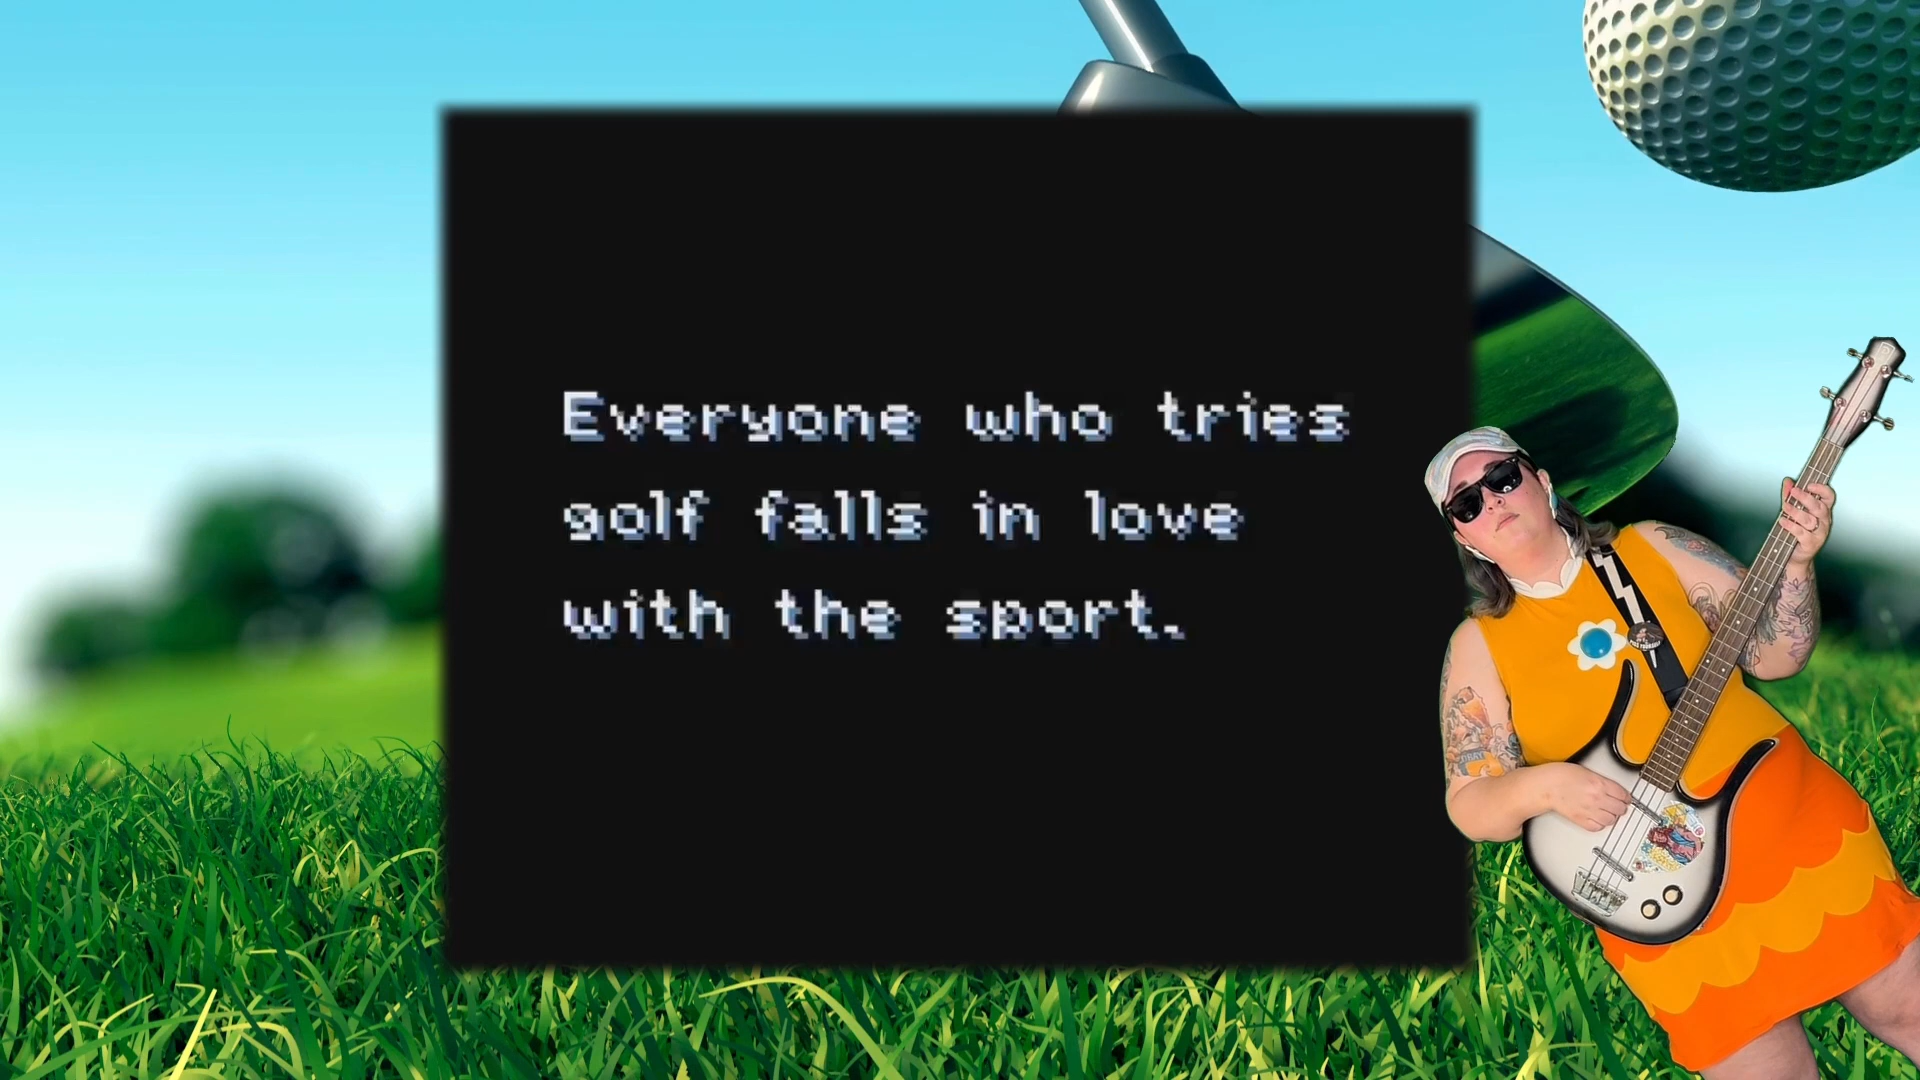 Everyone who tries
golf falls in love
with the sport.